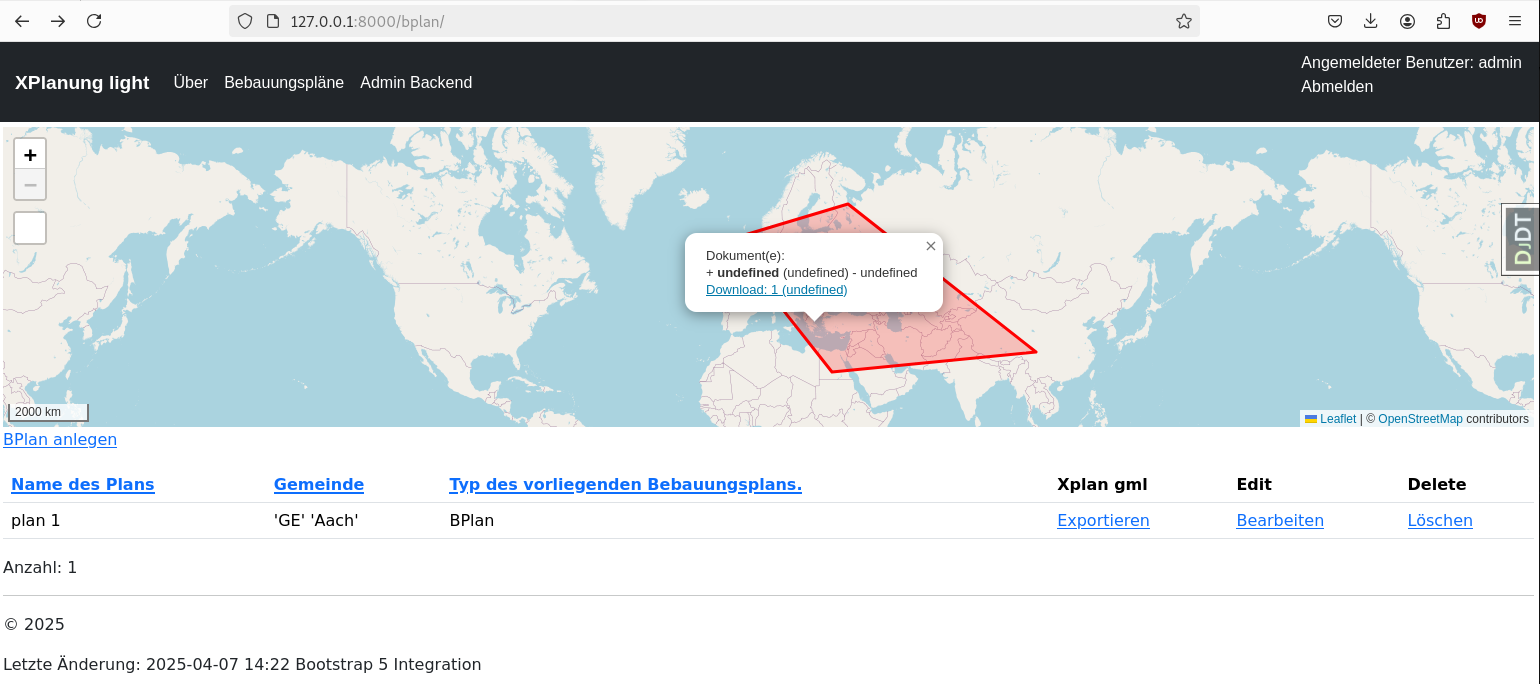 127.0.0.1:8000/bplan/
XPlanung light Über Bebauungspläne Admin Backend
Angemeldeter Benutzer: admin
Abmelden
+
−
DJDT
×
Dokument(e):
+ undefined (undefined) - undefined
Download: 1 (undefined)
2000 km
Leaflet | © OpenStreetMap contributors
BPlan anlegen
Name des Plans Gemeinde Typ des vorliegenden Bebauungsplans. Xplan gml Edit Delete
plan 1 'GE' 'Aach' BPlan Exportieren Bearbeiten Löschen
Anzahl: 1
© 2025
Letzte Änderung: 2025-04-07 14:22 Bootstrap 5 Integration